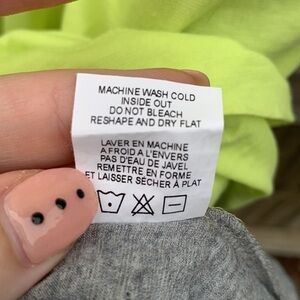 MACHINE WASH COLD
INSIDE OUT
DO NOT BLEACH
RESHAPE AND DRY FLAT
LAVER EN MACHINE
A FROID A L'ENVERS
PAS D'EAU DE JAVEL
REMETTRE EN FORME
ET LAISSER SÉCHER À PLAT